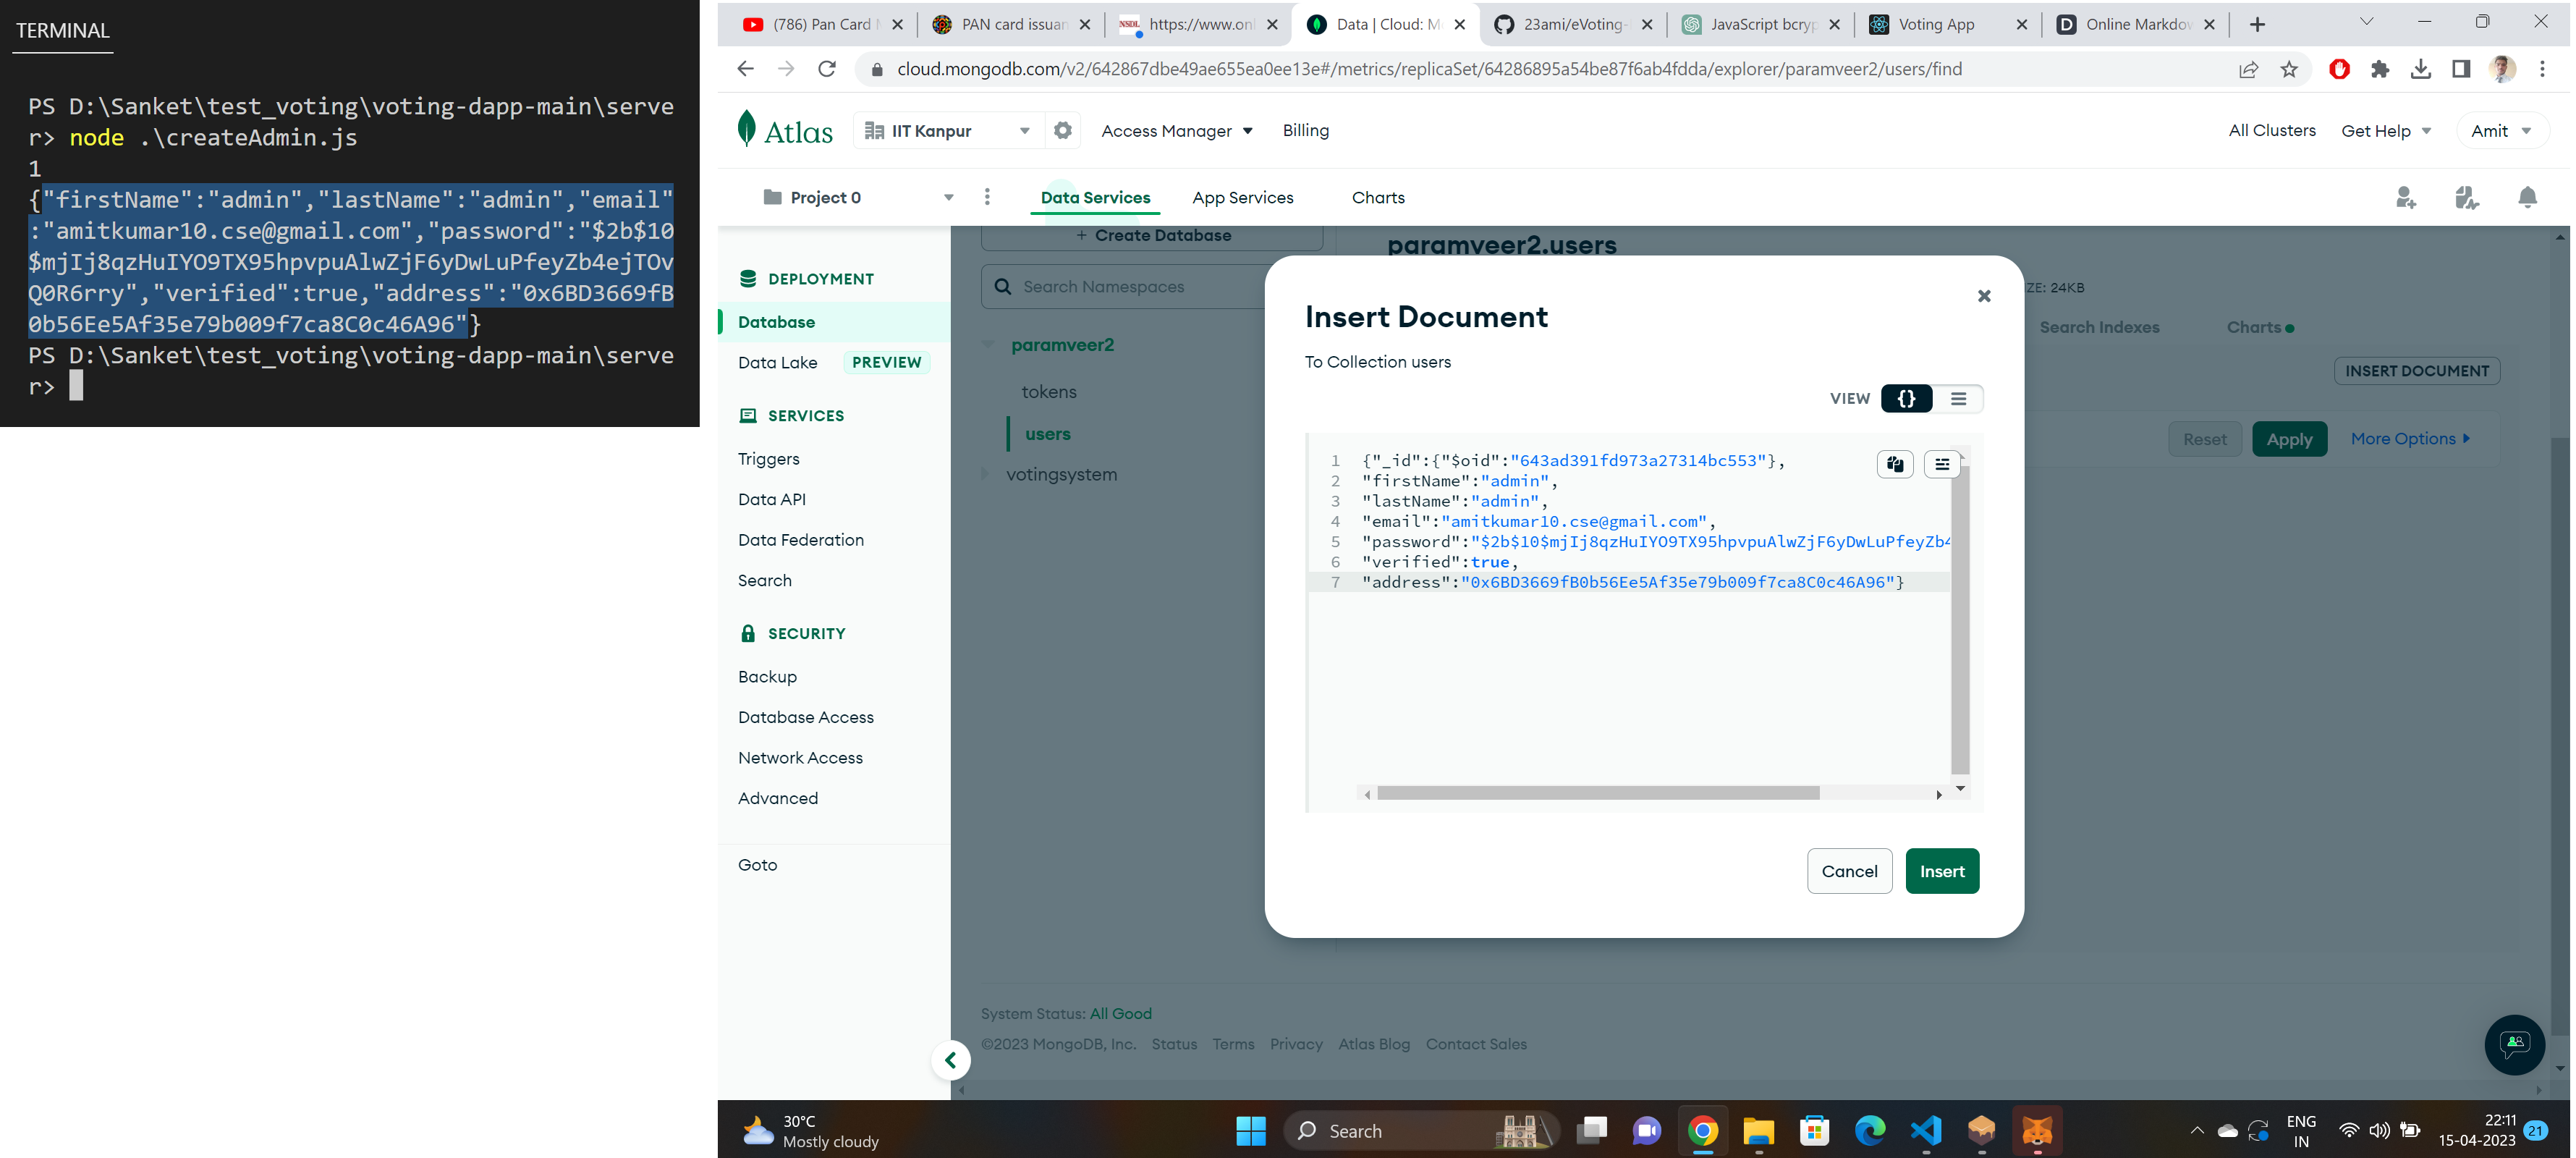 TERMINAL
PS D:\Sanket\test_voting\voting-dapp-main\serve
r> node .\createAdmin.js
1
{"firstName":"admin","lastName":"admin","email"
:"amitkumar10.cse@gmail.com","password":"$2b$10
$mjIj8qzHuIYO9TX95hpvpuAlwZjF6yDwLuPfeyZb4ejTOv
Q0R6rry","verified":true,"address":"0x6BD3669fB
0b56Ee5Af35e79b009f7ca8C0c46A96"}
PS D:\Sanket\test_voting\voting-dapp-main\serve
r>
(786) Pan Card
PAN card issuan
NSDL https://www.onl
Data | Cloud: M
23ami/eVoting-
JavaScript bcryp
Voting App
Online Markdow
cloud.mongodb.com/v2/642867dbe49ae655ea0ee13e#/metrics/replicaSet/64286895a54be87f6ab4fdda/explorer/paramveer2/users/find
Atlas
IIT Kanpur
Access Manager
Billing
All Clusters
Get Help
Amit
Project 0
Data Services
App Services
Charts
DEPLOYMENT
Database
Data Lake PREVIEW
SERVICES
Triggers
Data API
Data Federation
Search
SECURITY
Backup
Database Access
Network Access
Advanced
Goto
+ Create Database
Search Namespaces
paramveer2
tokens
users
votingsystem
paramveer2.users
ZE: 24KB
Search Indexes
Charts
INSERT DOCUMENT
Reset
Apply
More Options
Insert Document
To Collection users
VIEW {}
1 {"_id":{"$oid":"643ad391fd973a27314bc553"},
2 "firstName":"admin",
3 "lastName":"admin",
4 "email":"amitkumar10.cse@gmail.com",
5 "password":"$2b$10$mjIj8qzHuIYO9TX95hpvpuAlwZjF6yDwLuPfeyZb4
6 "verified":true,
7 "address":"0x6BD3669fB0b56Ee5Af35e79b009f7ca8C0c46A96"}
Cancel
Insert
System Status: All Good
©2023 MongoDB, Inc. Status Terms Privacy Atlas Blog Contact Sales
30°C
Mostly cloudy
Search
ENG
IN
22:11
15-04-2023
21